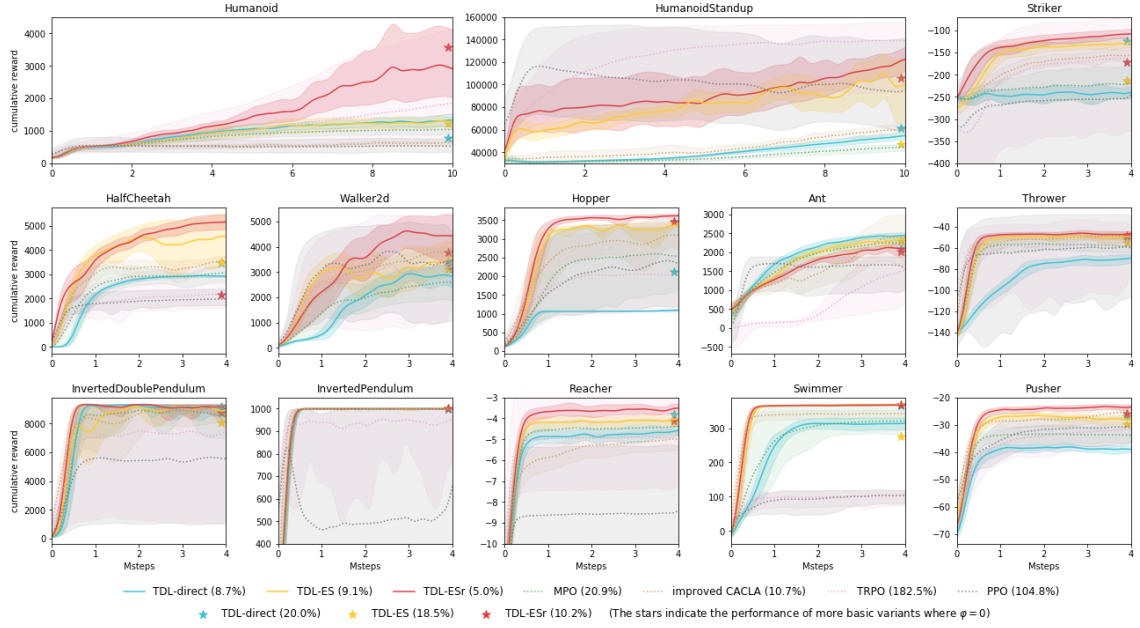 Humanoid
HumanoidStandup
Striker
cumulative reward
4000
3000
2000
1000
0
0 2 4 6 8 10
160000
140000
120000
100000
80000
60000
40000
0 2 4 6 8 10
−100
−150
−200
−250
−300
−350
−400
0 1 2 3 4
HalfCheetah
Walker2d
Hopper
Ant
Thrower
cumulative reward
5000
4000
3000
2000
1000
0
0 1 2 3 4
5000
4000
3000
2000
1000
0
0 1 2 3 4
3500
3000
2500
2000
1500
1000
500
0
0 1 2 3 4
3000
2500
2000
1500
1000
500
0
−500
0 1 2 3 4
−40
−60
−80
−100
−120
−140
0 1 2 3 4
InvertedDoublePendulum
InvertedPendulum
Reacher
Swimmer
Pusher
cumulative reward
8000
6000
4000
2000
0
0 1 2 3 4
Msteps
1000
900
800
700
600
500
400
0 1 2 3 4
Msteps
−3
−4
−5
−6
−7
−8
−9
−10
0 1 2 3 4
Msteps
300
200
100
0
0 1 2 3 4
Msteps
−20
−30
−40
−50
−60
−70
0 1 2 3 4
Msteps
TDL-direct (8.7%) TDL-ES (9.1%) TDL-ESr (5.0%) MPO (20.9%) improved CACLA (10.7%) TRPO (182.5%) PPO (104.8%)
TDL-direct (20.0%) TDL-ES (18.5%) TDL-ESr (10.2%) (The stars indicate the performance of more basic variants where φ = 0)